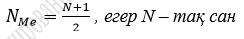 N_Me = (N+1)/2 , егер N – тақ сан